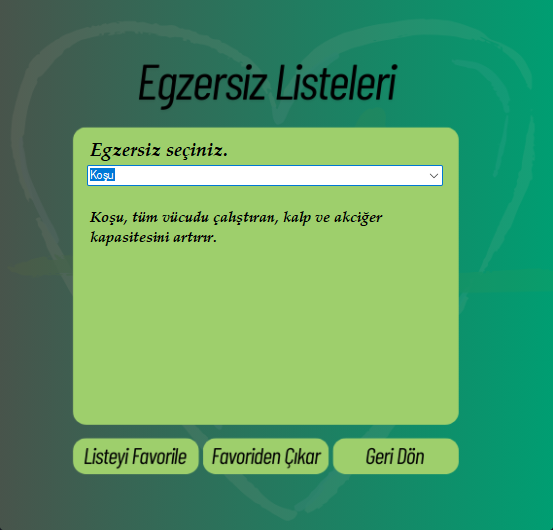 Egzersiz Listeleri
Egzersiz seçiniz.
Koşu
Koşu, tüm vücudu çalıştıran, kalp ve akciğer
kapasitesini artırır.
Listeyi Favorile
Favoriden Çıkar
Geri Dön